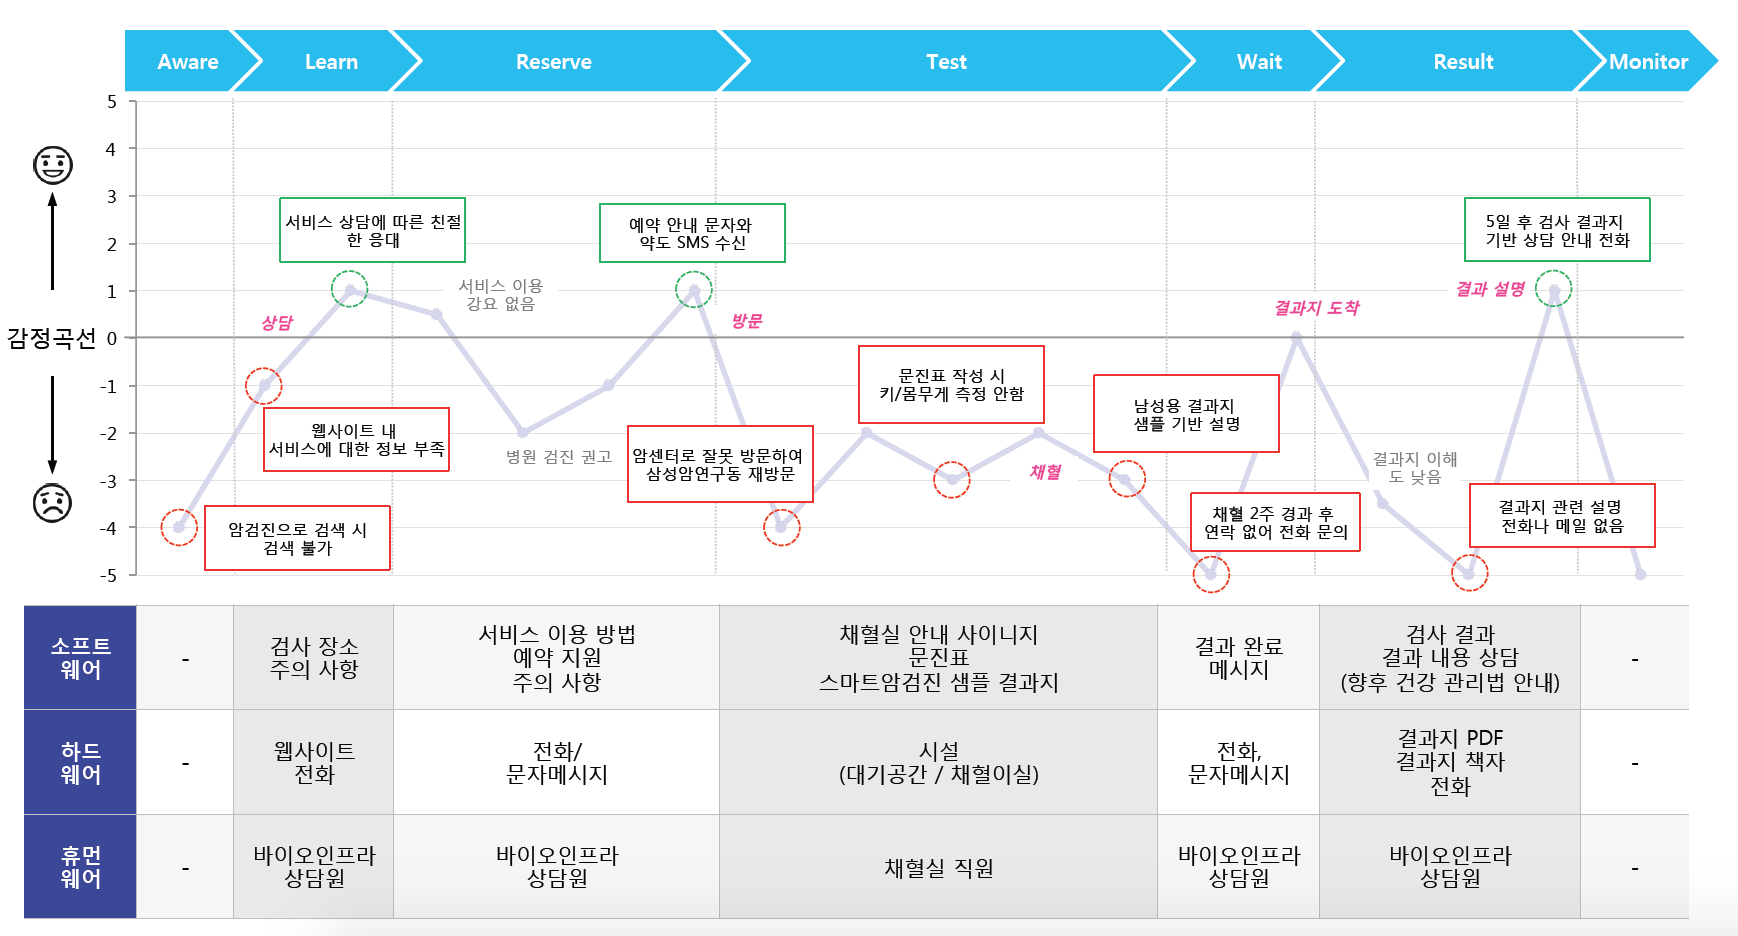 Aware
Learn
Reserve
Test
Wait
Result
Monitor
5
4
3
2
1
0
-1
-2
-3
-4
-5
감정곡선
서비스 상담에 따른 친절
한 응대
예약 안내 문자와
약도 SMS 수신
5일 후 검사 결과지
기반 상담 안내 전화
서비스 이용
강요 없음
상담
방문
결과지 도착
결과 설명
문진표 작성 시
키/몸무게 측정 안함
남성용 결과지
샘플 기반 설명
웹사이트 내
서비스에 대한 정보 부족
병원 검진 권고
암센터로 잘못 방문하여
삼성암연구동 재방문
채혈
결과지 이해
도 낮음
암검진으로 검색 시
검색 불가
채혈 2주 경과 후
연락 없어 전화 문의
결과지 관련 설명
전화나 메일 없음
소프트
웨어
-
검사 장소
주의 사항
서비스 이용 방법
예약 지원
주의 사항
채혈실 안내 사이니지
문진표
스마트암검진 샘플 결과지
결과 완료
메시지
검사 결과
결과 내용 상담
(향후 건강 관리법 안내)
-
하드
웨어
-
웹사이트
전화
전화/
문자메시지
시설
(대기공간 / 채혈이실)
전화,
문자메시지
결과지 PDF
결과지 책자
전화
-
휴먼
웨어
-
바이오인프라
상담원
바이오인프라
상담원
채혈실 직원
바이오인프라
상담원
바이오인프라
상담원
-